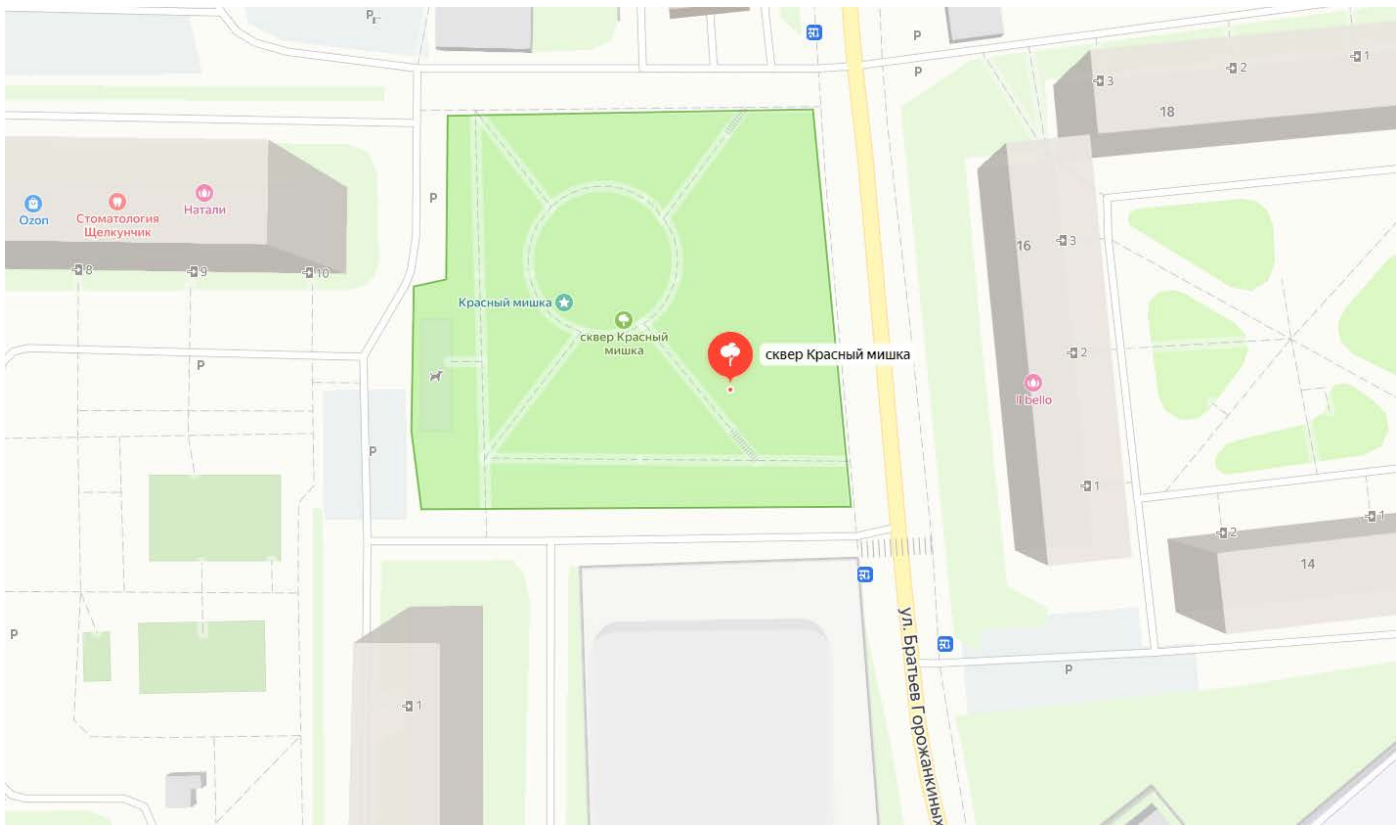 P
P
P
1
3
2
18
P
Ozon
Стоматология
Щелкунчик
Натали
P
16
3
8
9
10
Красный мишка
сквер Красный
мишка
сквер Красный мишка
2
P
Il bello
P
1
2
1
14
ул. Братьев Горожанкиных
P
P
1